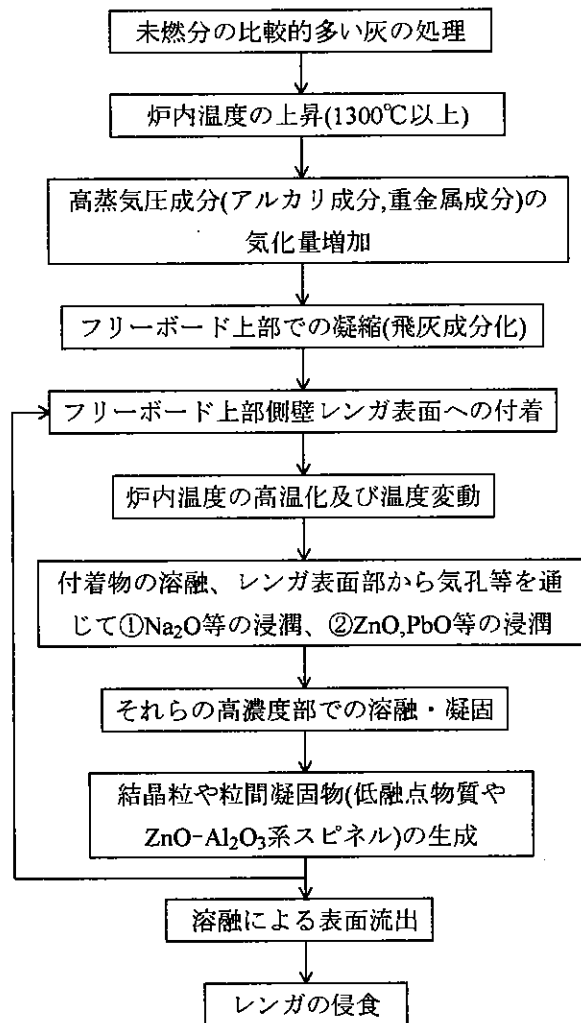 未燃分の比較的多い灰の処理
炉内温度の上昇(1300℃以上)
高蒸気圧成分(アルカリ成分,重金属成分)の
気化量増加
フリーボード上部での凝縮(飛灰成分化)
フリーボード上部側壁レンガ表面への付着
炉内温度の高温化及び温度変動
付着物の溶融、レンガ表面部から気孔等を通
じて①Na₂O等の浸潤、②ZnO,PbO等の浸潤
それらの高濃度部での溶融・凝固
結晶粒や粒間凝固物(低融点物質や
ZnO-Al₂O₃系スピネル)の生成
溶融による表面流出
レンガの侵食